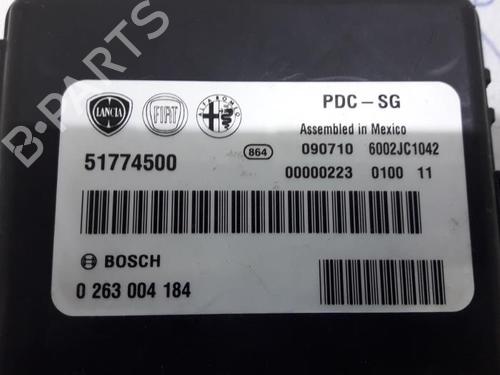 B-PARTS
LANCIA FIAT ALFA ROMEO
PDC – SG
Assembled in Mexico
864 090710 6002JC1042
51774500
00000223 0100 11
BOSCH
0 263 004 184